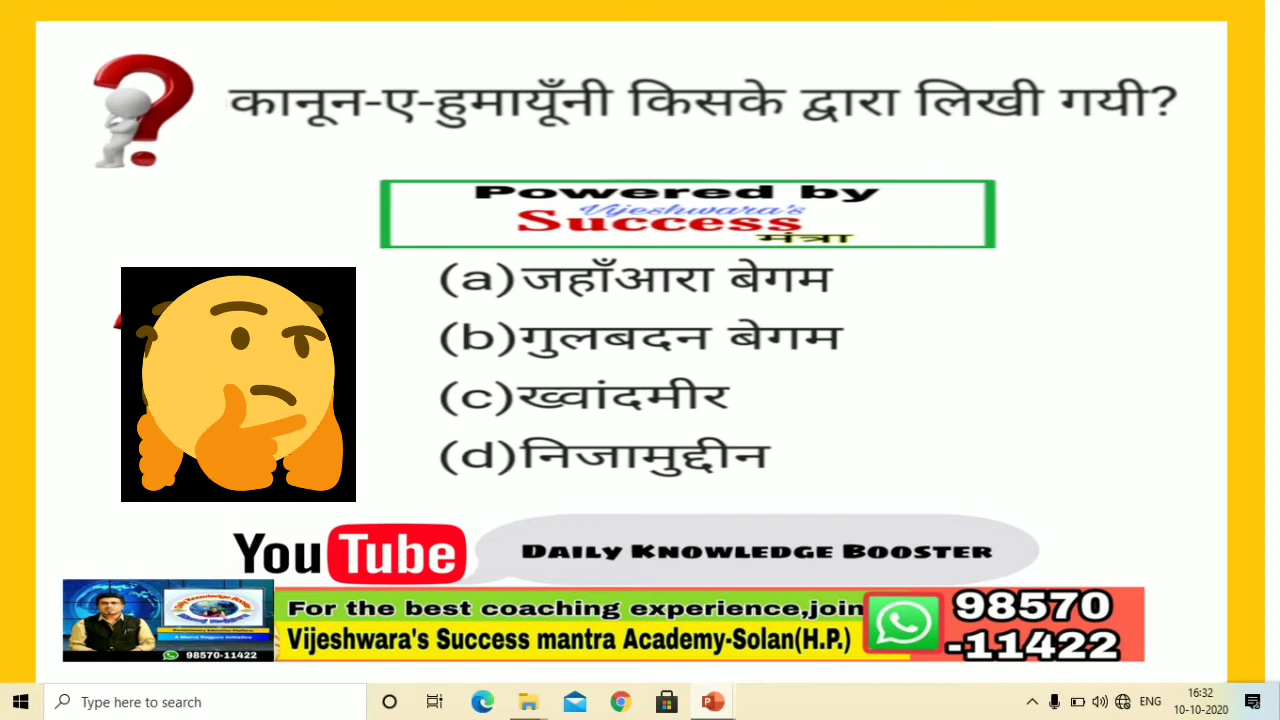 कानून-ए-हुमायूँनी किसके द्वारा लिखी गयी?
Powered by
Vijeshwara's
Success
मंत्रा
(a)जहाँआरा बेगम
(b)गुलबदन बेगम
(c)ख्वांदमीर
(d)निजामुद्दीन
YouTube
Daily Knowledge Booster
For the best coaching experience,join
Vijeshwara's Success mantra Academy-Solan(H.P.)
98570
-11422
98570-11422
Type here to search
ENG
16:32
10-10-2020